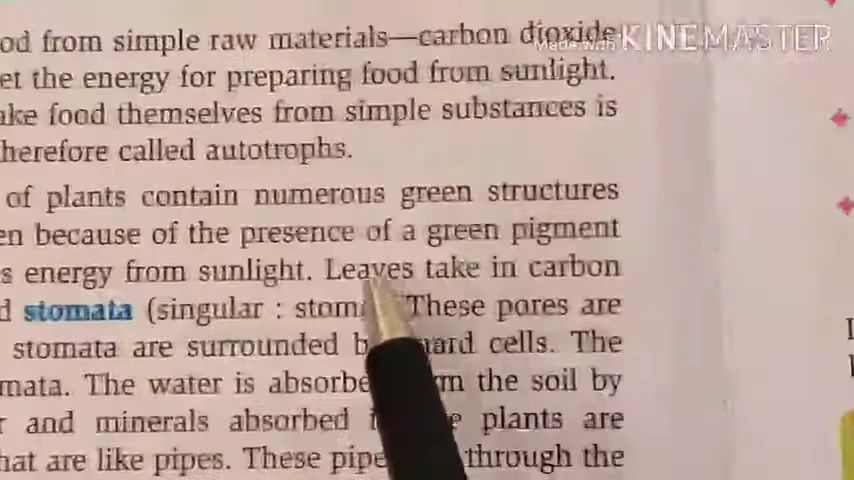 od from simple raw materials—carbon dioxide
Made with KINEMASTER
et the energy for preparing food from sunlight.
ake food themselves from simple substances is
herefore called autotrophs.
of plants contain numerous green structures
en because of the presence of a green pigment
s energy from sunlight. Leaves take in carbon
d stomata (singular : stom These pores are
stomata are surrounded b uard cells. The
mata. The water is absorbe m the soil by
r and minerals absorbed e plants are
hat are like pipes. These pipe through the